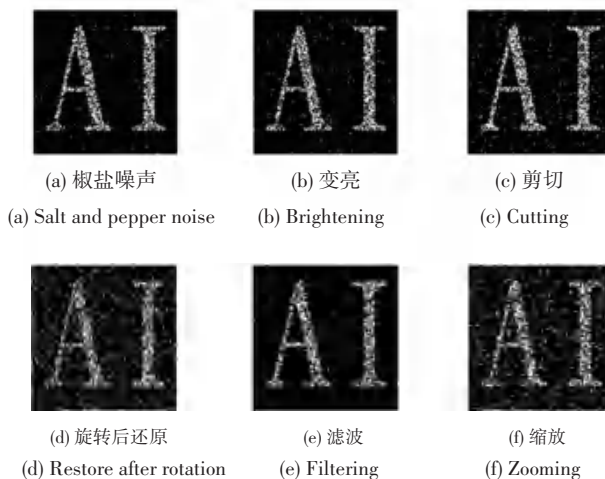 AI AI AI
(a) 椒盐噪声 (b) 变亮 (c) 剪切
(a) Salt and pepper noise (b) Brightening (c) Cutting
AI AI AI
(d) 旋转后还原 (e) 滤波 (f) 缩放
(d) Restore after rotation (e) Filtering (f) Zooming